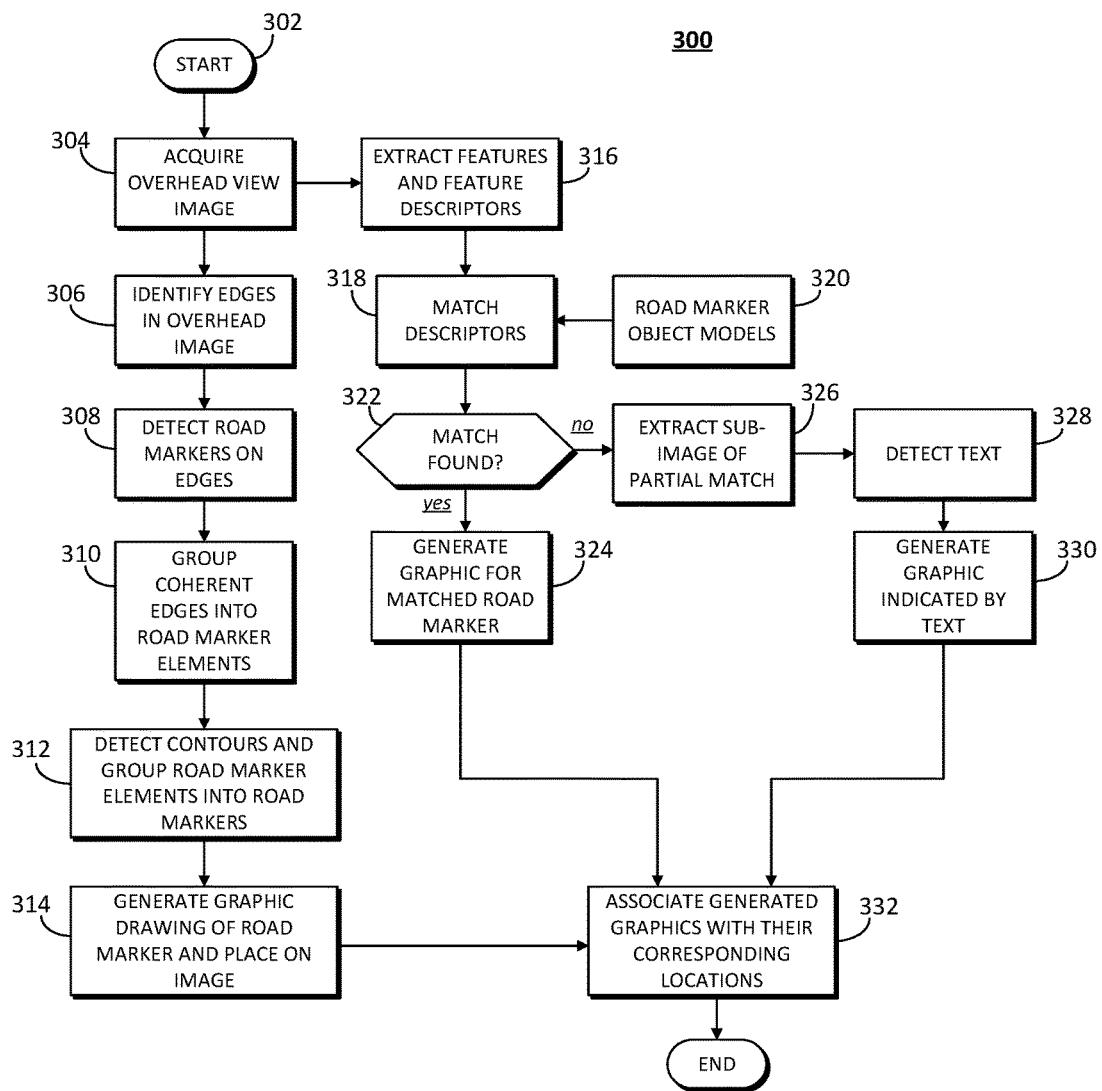 300
302
START
304
ACQUIRE
OVERHEAD VIEW
IMAGE
EXTRACT FEATURES
AND FEATURE
DESCRIPTORS
316
306
IDENTIFY EDGES
IN OVERHEAD
IMAGE
318
MATCH
DESCRIPTORS
ROAD MARKER
OBJECT MODELS
320
308
DETECT ROAD
MARKERS ON
EDGES
322
MATCH
FOUND?
no
yes
EXTRACT SUB-
IMAGE OF
PARTIAL MATCH
326
DETECT TEXT
328
310
GROUP
COHERENT
EDGES INTO
ROAD MARKER
ELEMENTS
GENERATE
GRAPHIC FOR
MATCHED ROAD
MARKER
324
GENERATE
GRAPHIC
INDICATED BY
TEXT
330
312
DETECT CONTOURS AND
GROUP ROAD MARKER
ELEMENTS INTO ROAD
MARKERS
314
GENERATE GRAPHIC
DRAWING OF ROAD
MARKER AND PLACE ON
IMAGE
ASSOCIATE GENERATED
GRAPHICS WITH THEIR
CORRESPONDING
LOCATIONS
332
END